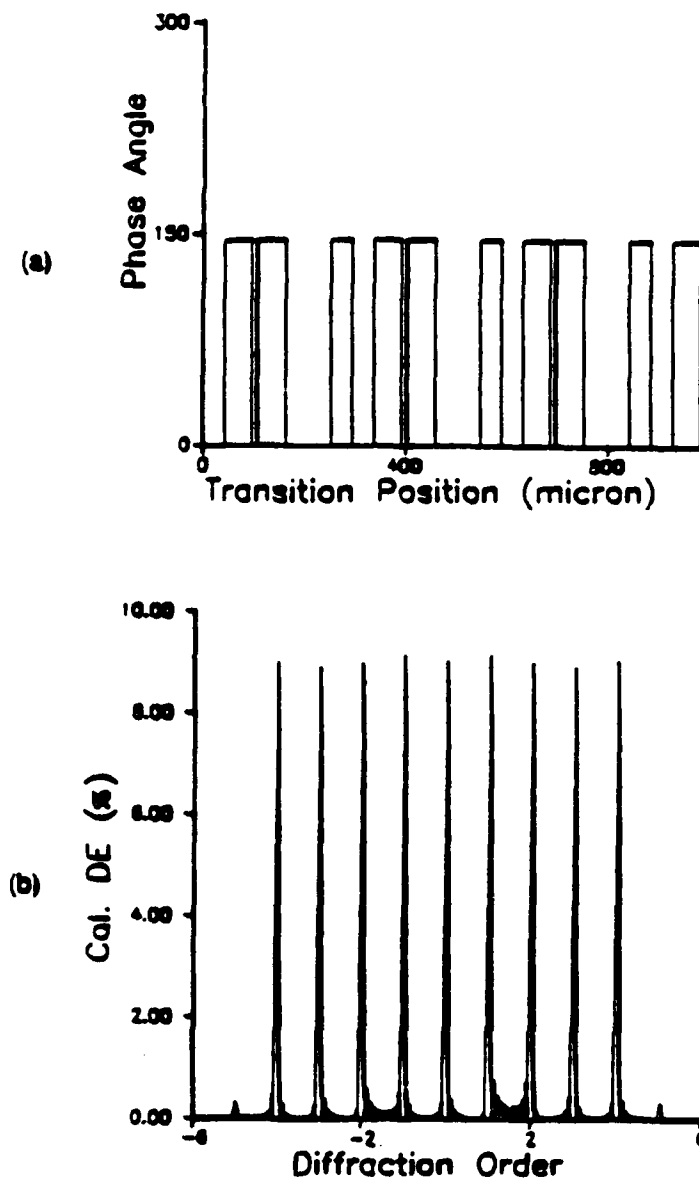 300
Phase Angle
(a)
150
0
0 400 800
Transition Position (micron)
10.00
8.00
6.00
Cal. DE (%)
(b)
4.00
2.00
0.00
-6 -2 2
Diffraction Order